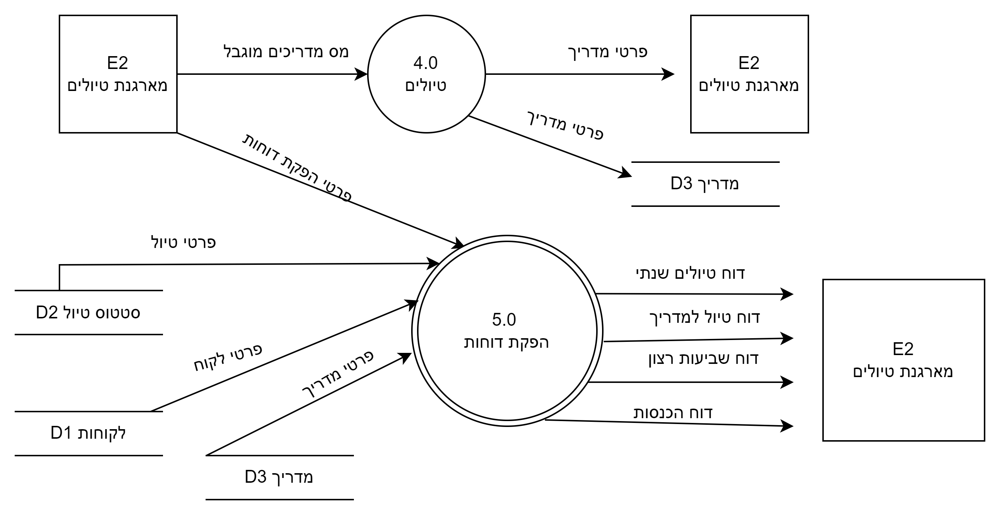 E2
מארגנת טיולים
מס מדריכים מוגבל
4.0
טיולים
פרטי מדריך
E2
מארגנת טיולים
פרטי מדריך
D3 מדריך
פרטי הפקת דוחות
פרטי טיול
D2 סטטוס טיול
פרטי לקוח
D1 לקוחות
פרטי מדריך
D3 מדריך
5.0
הפקת דוחות
דוח טיולים שנתי
דוח טיול למדריך
דוח שביעות רצון
דוח הכנסות
E2
מארגנת טיולים